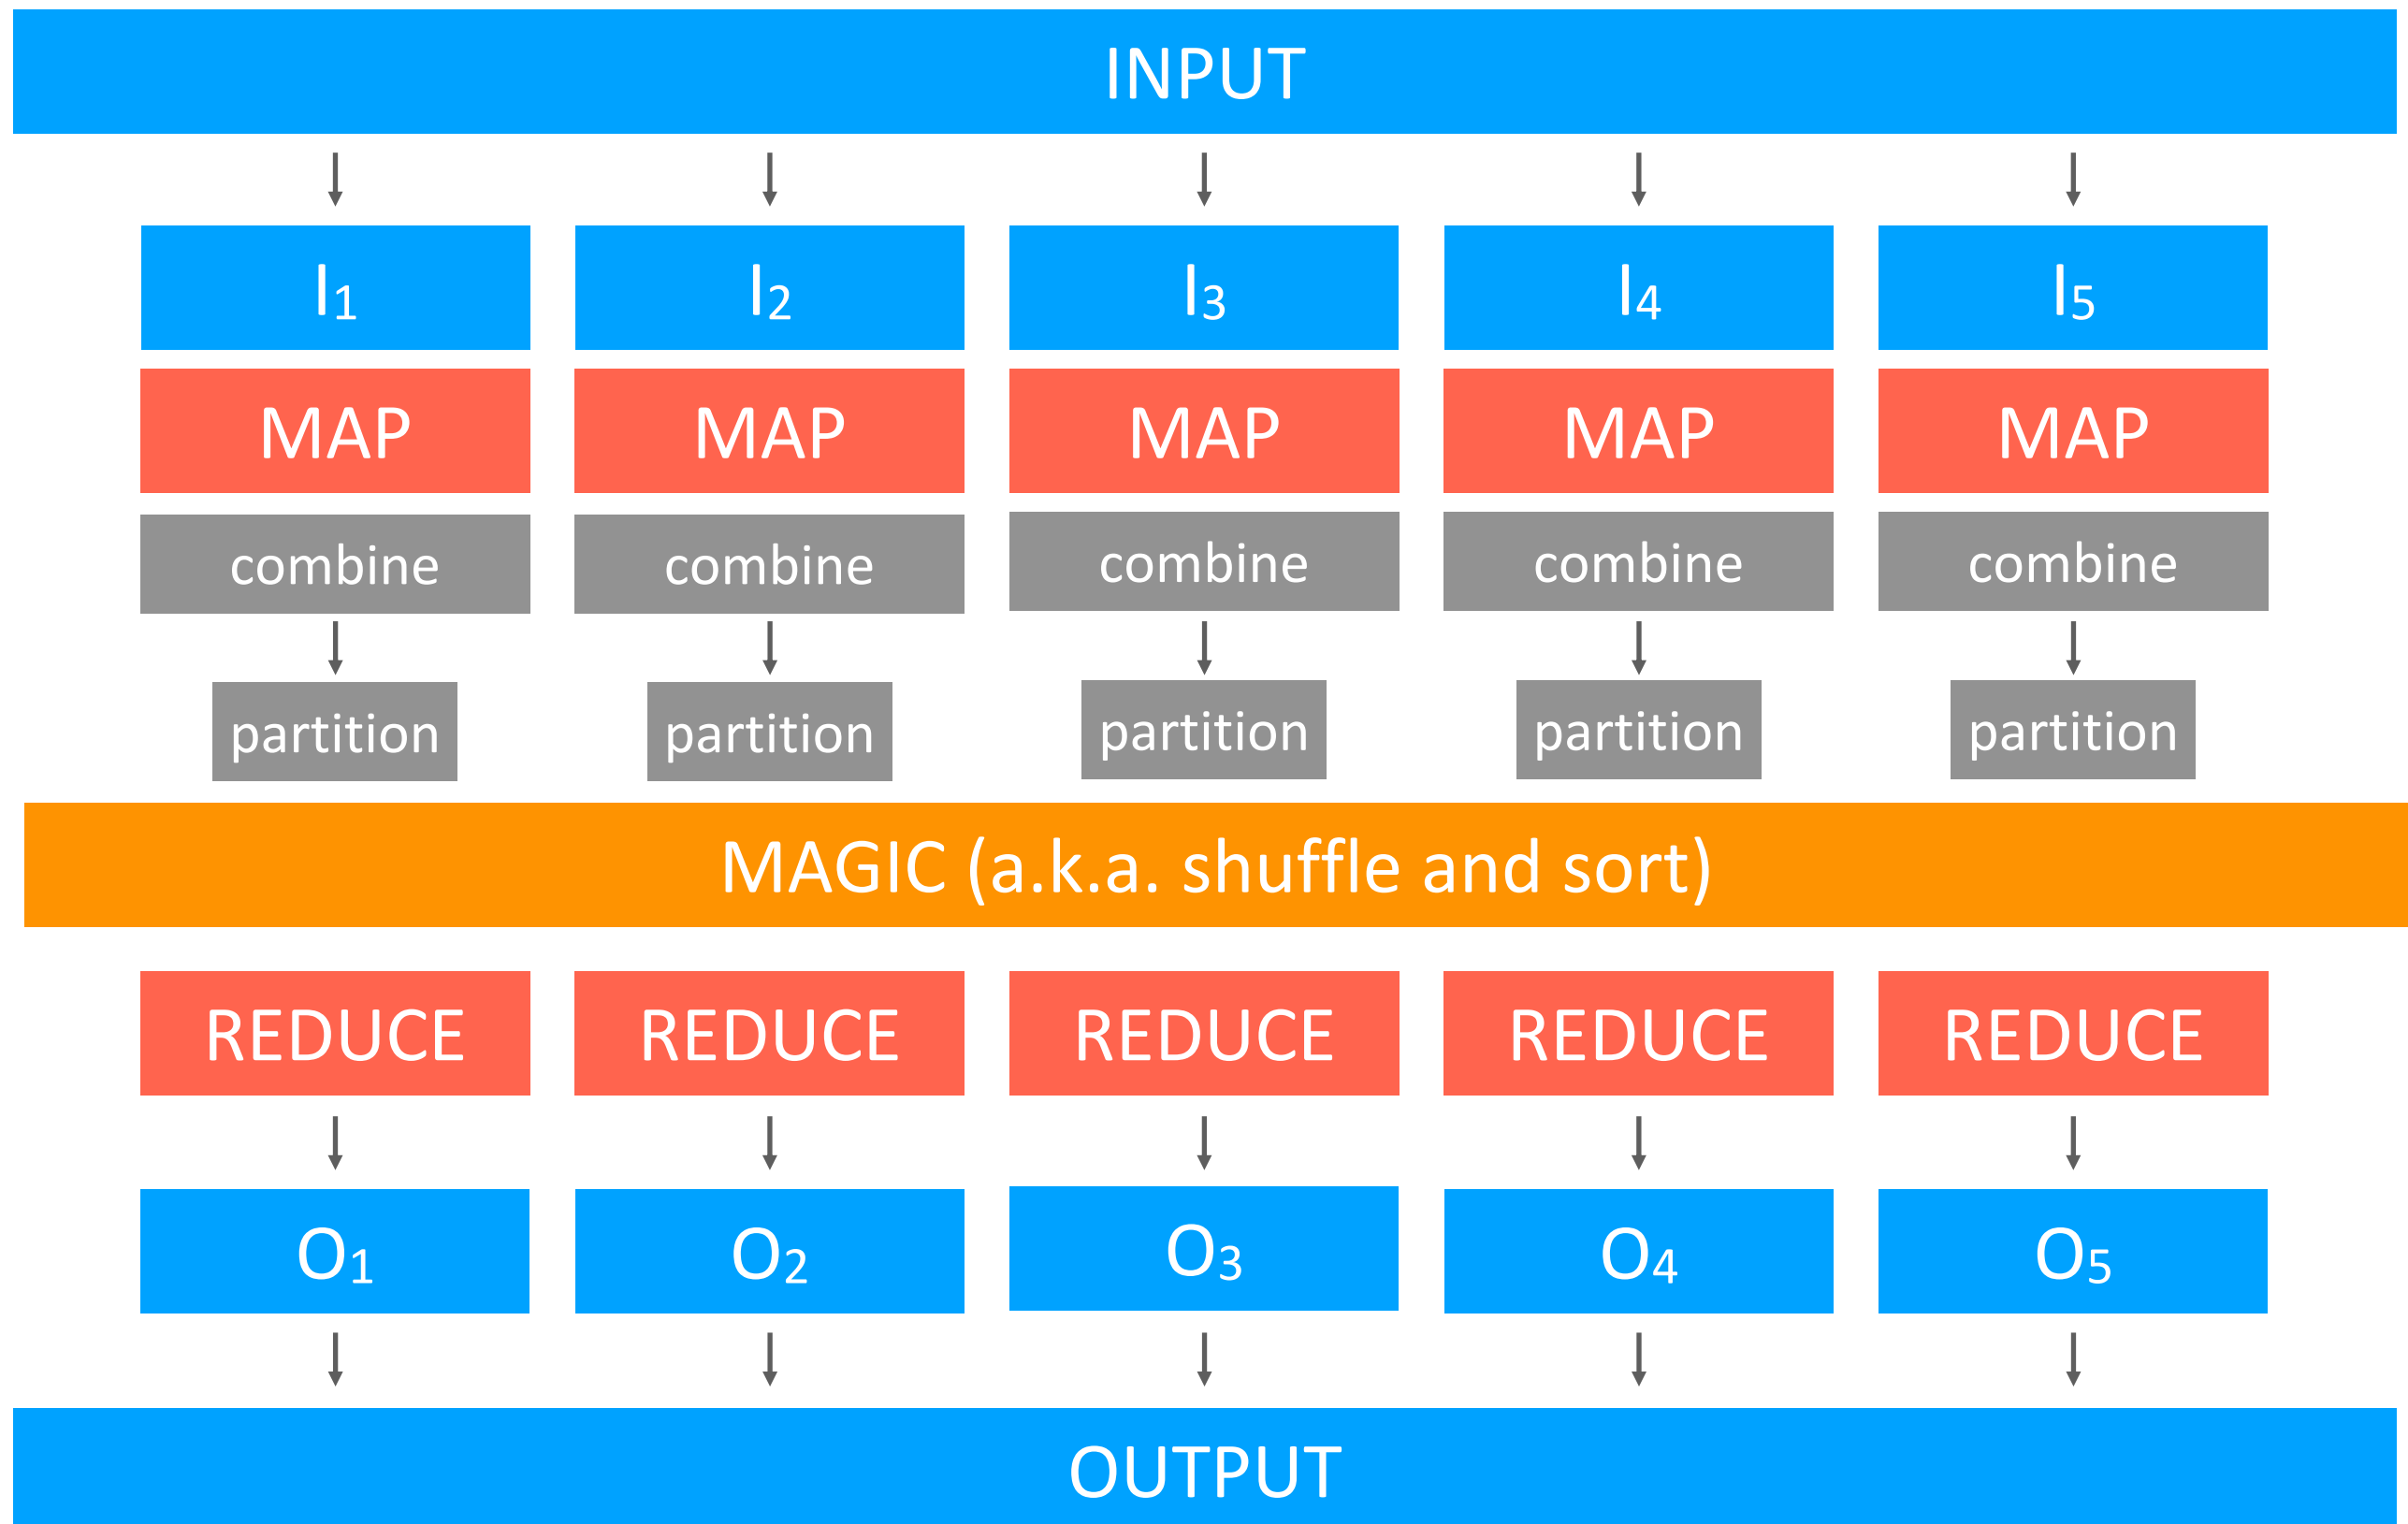 INPUT
I1 I2 I3 I4 I5
MAP MAP MAP MAP MAP
combine combine combine combine combine
partition partition partition partition partition
MAGIC (a.k.a. shuffle and sort)
REDUCE REDUCE REDUCE REDUCE REDUCE
O1 O2 O3 O4 O5
OUTPUT